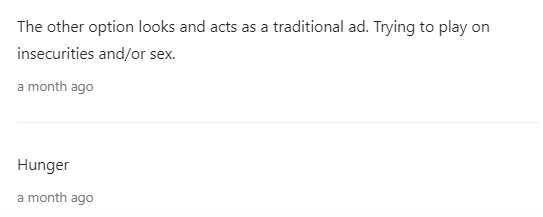 The other option looks and acts as a traditional ad. Trying to play on
insecurities and/or sex.
a month ago
Hunger
a month ago